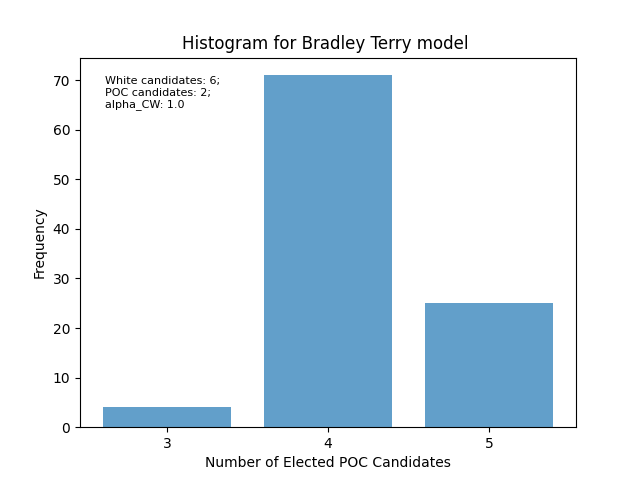 Histogram for Bradley Terry model
White candidates: 6;
POC candidates: 2;
alpha_CW: 1.0
Frequency
70
60
50
40
30
20
10
0
3 4 5
Number of Elected POC Candidates